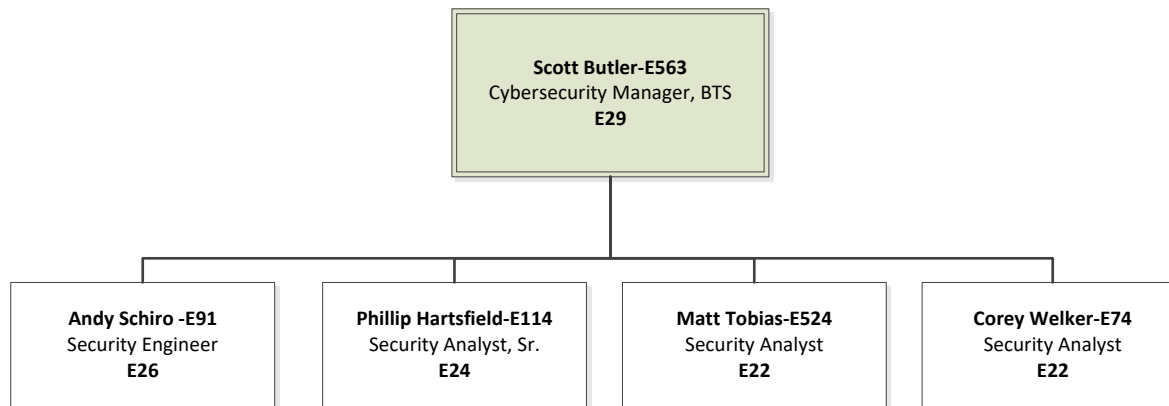 Scott Butler-E563
Cybersecurity Manager, BTS
E29
Andy Schiro -E91
Security Engineer
E26
Phillip Hartsfield-E114
Security Analyst, Sr.
E24
Matt Tobias-E524
Security Analyst
E22
Corey Welker-E74
Security Analyst
E22